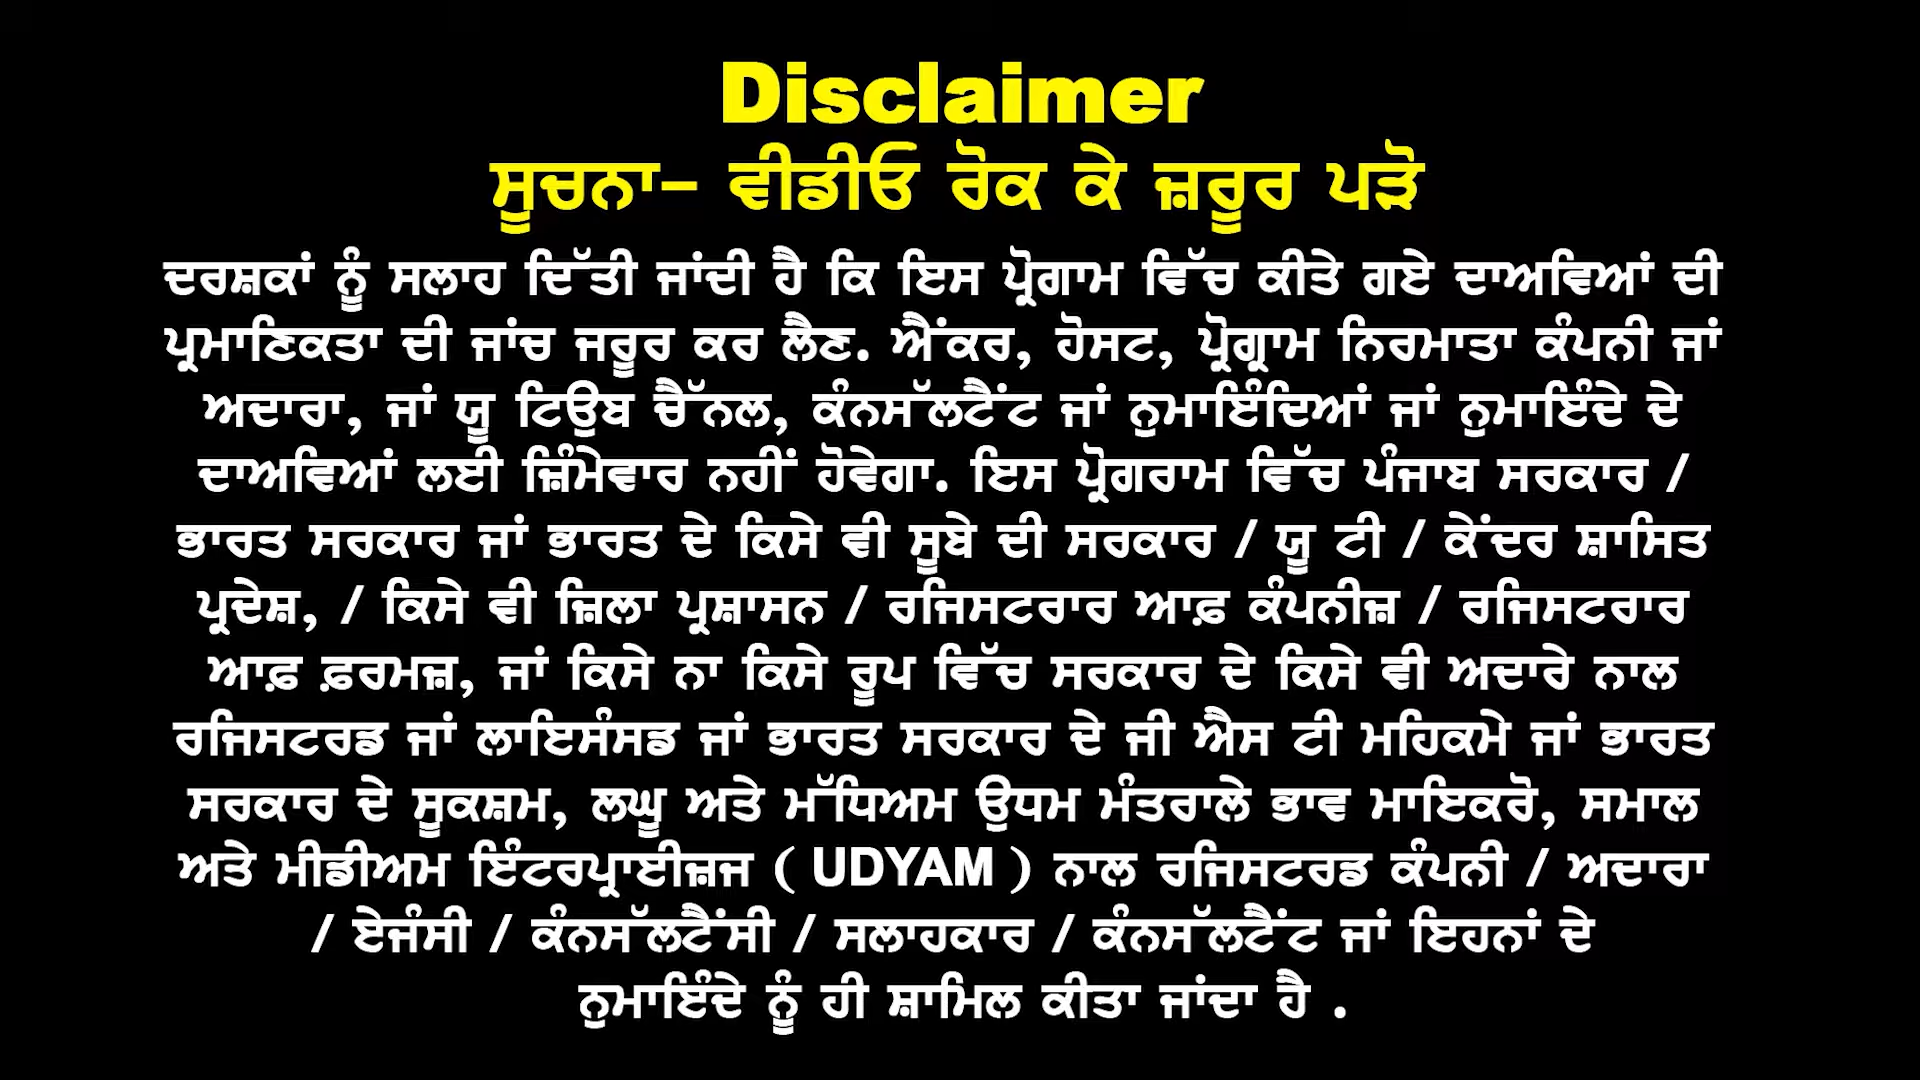 Disclaimer
ਸੂਚਨਾ- ਵੀਡੀਓ ਰੋਕ ਕੇ ਜ਼ਰੂਰ ਪੜੋ
ਦਰਸ਼ਕਾਂ ਨੂੰ ਸਲਾਹ ਦਿੱਤੀ ਜਾਂਦੀ ਹੈ ਕਿ ਇਸ ਪ੍ਰੋਗਾਮ ਵਿੱਚ ਕੀਤੇ ਗਏ ਦਾਅਵਿਆਂ ਦੀ
ਪ੍ਰਮਾਣਿਕਤਾ ਦੀ ਜਾਂਚ ਜਰੂਰ ਕਰ ਲੈਣ. ਐਂਕਰ, ਹੋਸਟ, ਪ੍ਰੋਗ੍ਰਾਮ ਨਿਰਮਾਤਾ ਕੰਪਨੀ ਜਾਂ
ਅਦਾਰਾ, ਜਾਂ ਯੂ ਟਿਊਬ ਚੈੱਨਲ, ਕੰਨਸੱਲਟੈਂਟ ਜਾਂ ਨੁਮਾਇੰਦਿਆਂ ਜਾਂ ਨੁਮਾਇੰਦੇ ਦੇ
ਦਾਅਵਿਆਂ ਲਈ ਜ਼ਿੰਮੇਵਾਰ ਨਹੀਂ ਹੋਵੇਗਾ. ਇਸ ਪ੍ਰੋਗਰਾਮ ਵਿੱਚ ਪੰਜਾਬ ਸਰਕਾਰ /
ਭਾਰਤ ਸਰਕਾਰ ਜਾਂ ਭਾਰਤ ਦੇ ਕਿਸੇ ਵੀ ਸੂਬੇ ਦੀ ਸਰਕਾਰ / ਯੂ ਟੀ / ਕੇਂਦਰ ਸ਼ਾਸਿਤ
ਪ੍ਰਦੇਸ਼, / ਕਿਸੇ ਵੀ ਜ਼ਿਲਾ ਪ੍ਰਸ਼ਾਸਨ / ਰਜਿਸਟਰਾਰ ਆਫ਼ ਕੰਪਨੀਜ਼ / ਰਜਿਸਟਰਾਰ
ਆਫ਼ ਫ਼ਰਮਜ਼, ਜਾਂ ਕਿਸੇ ਨਾ ਕਿਸੇ ਰੂਪ ਵਿੱਚ ਸਰਕਾਰ ਦੇ ਕਿਸੇ ਵੀ ਅਦਾਰੇ ਨਾਲ
ਰਜਿਸਟਰਡ ਜਾਂ ਲਾਇਸੰਸਡ ਜਾਂ ਭਾਰਤ ਸਰਕਾਰ ਦੇ ਜੀ ਐਸ ਟੀ ਮਹਿਕਮੇ ਜਾਂ ਭਾਰਤ
ਸਰਕਾਰ ਦੇ ਸੂਕਸ਼ਮ, ਲਘੂ ਅਤੇ ਮੱਧਿਅਮ ਉਧਮ ਮੰਤਰਾਲੇ ਭਾਵ ਮਾਇਕਰੋ, ਸਮਾਲ
ਅਤੇ ਮੀਡੀਅਮ ਇੰਟਰਪ੍ਰਾਈਜ਼ਜ ( UDYAM ) ਨਾਲ ਰਜਿਸਟਰਡ ਕੰਪਨੀ / ਅਦਾਰਾ
/ ਏਜੰਸੀ / ਕੰਨਸੱਲਟੈਂਸੀ / ਸਲਾਹਕਾਰ / ਕੰਨਸੱਲਟੈਂਟ ਜਾਂ ਇਹਨਾਂ ਦੇ
ਨੁਮਾਇੰਦੇ ਨੂੰ ਹੀ ਸ਼ਾਮਿਲ ਕੀਤਾ ਜਾਂਦਾ ਹੈ .